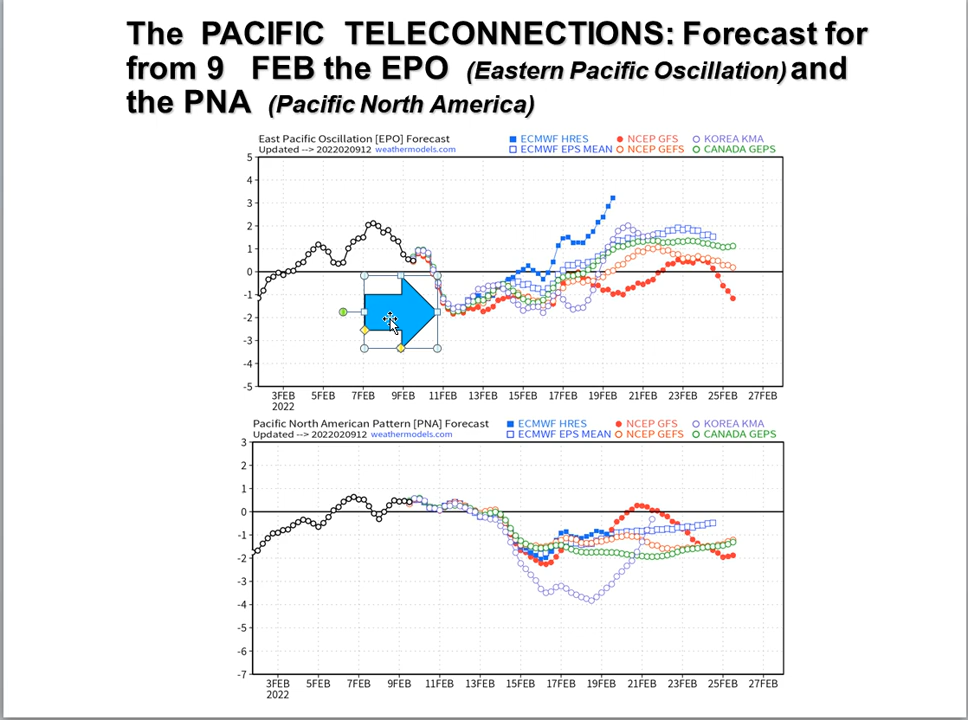 The PACIFIC TELECONNECTIONS: Forecast for
from 9 FEB the EPO (Eastern Pacific Oscillation) and
the PNA (Pacific North America)
East Pacific Oscillation [EPO] Forecast
Updated --> 2022020912 weathermodels.com
ECMWF HRES NCEP GFS KOREA KMA
ECMWF EPS MEAN NCEP GEFS CANADA GEPS
5
4
3
2
1
0
-1
-2
-3
-4
-5
3FEB 5FEB 7FEB 9FEB 11FEB 13FEB 15FEB 17FEB 19FEB 21FEB 23FEB 25FEB 27FEB
2022
Pacific North American Pattern [PNA] Forecast
Updated --> 2022020912 weathermodels.com
ECMWF HRES NCEP GFS KOREA KMA
ECMWF EPS MEAN NCEP GEFS CANADA GEPS
3
2
1
0
-1
-2
-3
-4
-5
-6
-7
3FEB 5FEB 7FEB 9FEB 11FEB 13FEB 15FEB 17FEB 19FEB 21FEB 23FEB 25FEB 27FEB
2022